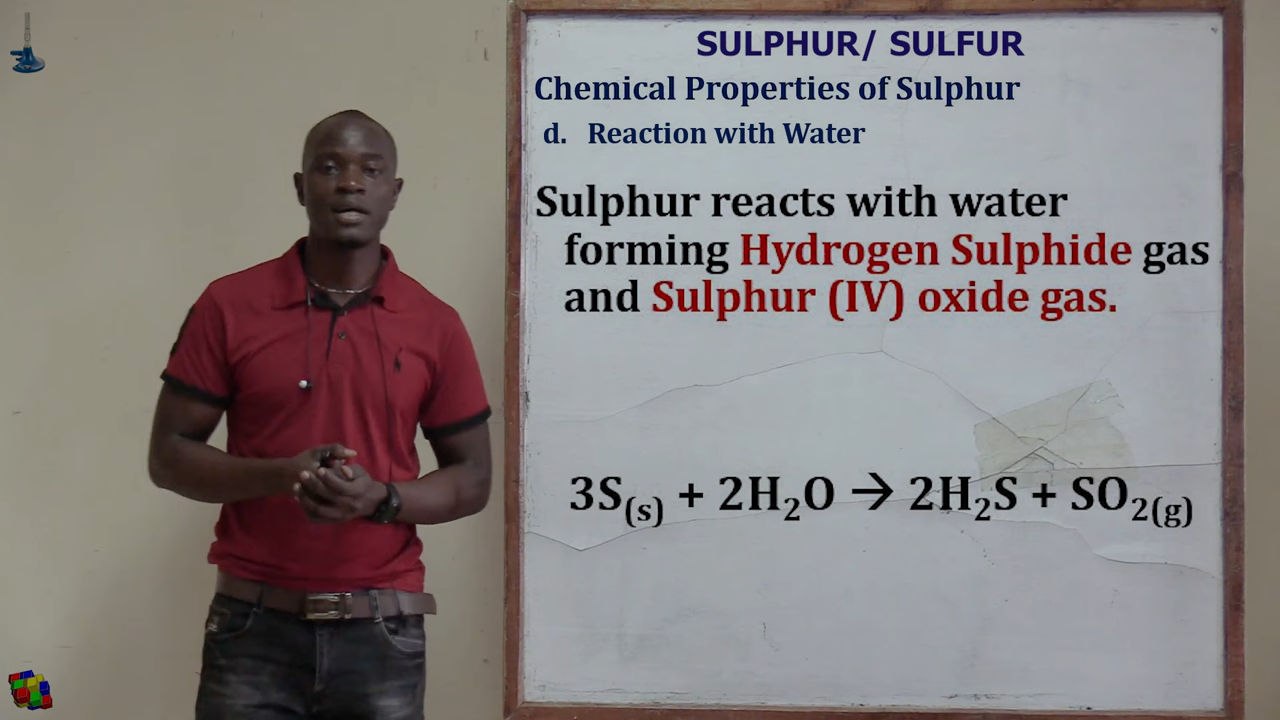 SULPHUR/ SULFUR
Chemical Properties of Sulphur
d. Reaction with Water
Sulphur reacts with water
forming Hydrogen Sulphide gas
and Sulphur (IV) oxide gas.
3S₍s₎ + 2H₂O → 2H₂S + SO₂₍g₎